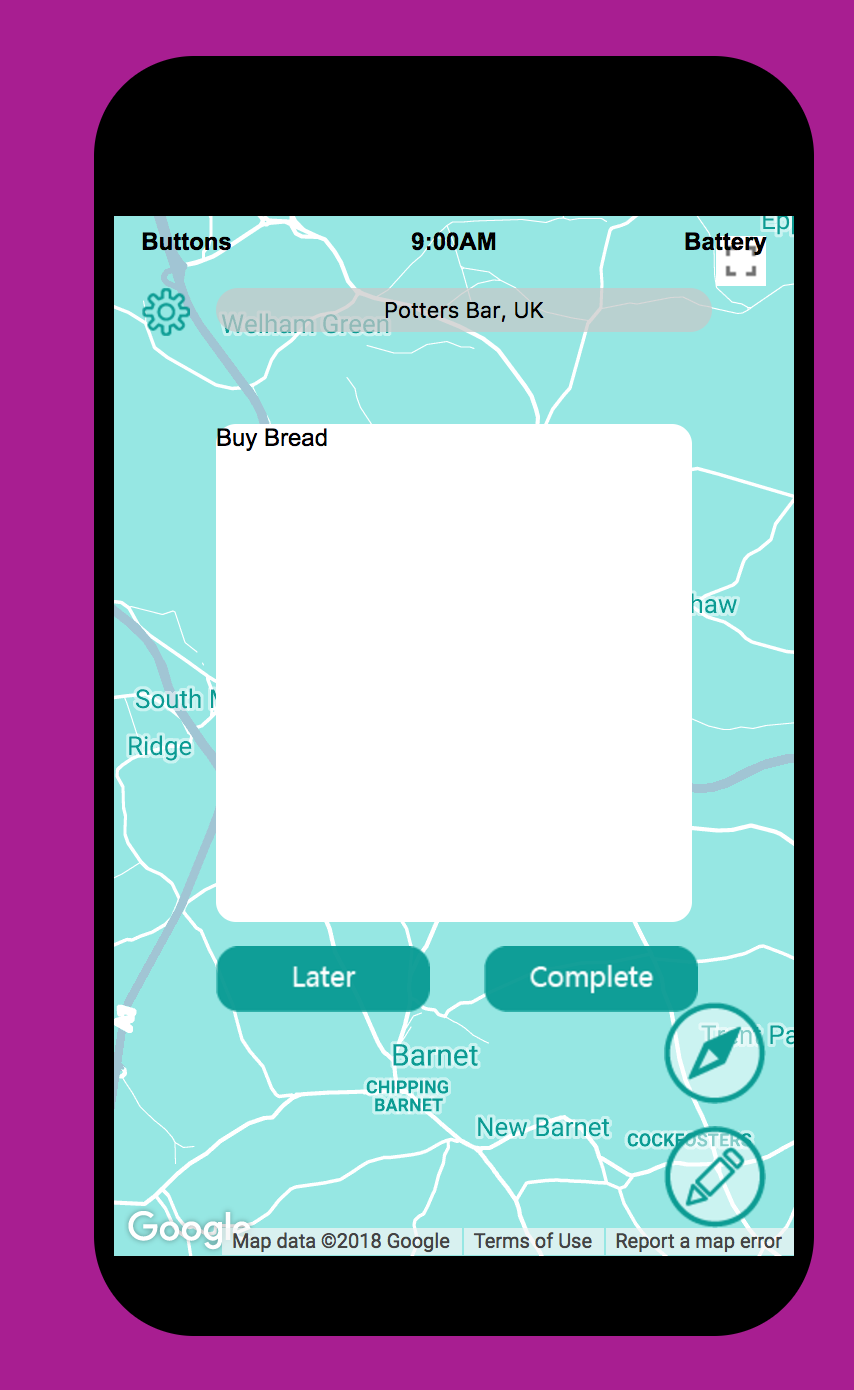 Epp
Buttons 9:00AM Battery
Potters Bar, UK
Welham Green
Buy Bread
haw
South M
Ridge
Later Complete
Trent Pa
Barnet
CHIPPING
BARNET
New Barnet
COCKFOSTERS
Google
Map data ©2018 Google Terms of Use Report a map error